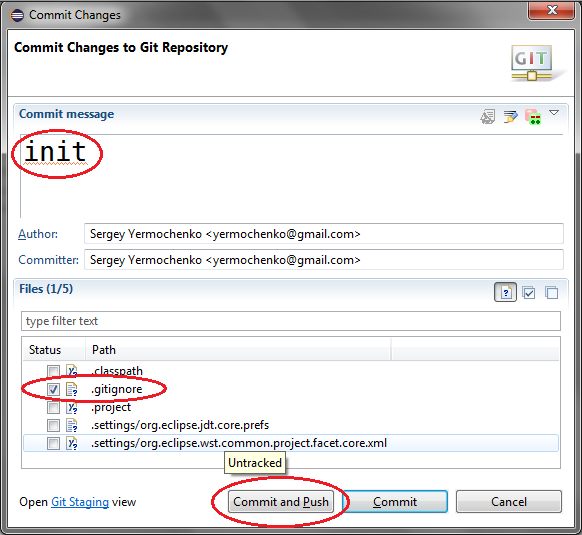 Commit Changes
Commit Changes to Git Repository
GIT
Commit message
init
Author: Sergey Yermochenko <yermochenko@gmail.com>
Committer: Sergey Yermochenko <yermochenko@gmail.com>
Files (1/5)
type filter text
Status Path
.classpath
.gitignore
.project
.settings/org.eclipse.jdt.core.prefs
.settings/org.eclipse.wst.common.project.facet.core.xml
Untracked
Open Git Staging view Commit and Push Commit Cancel